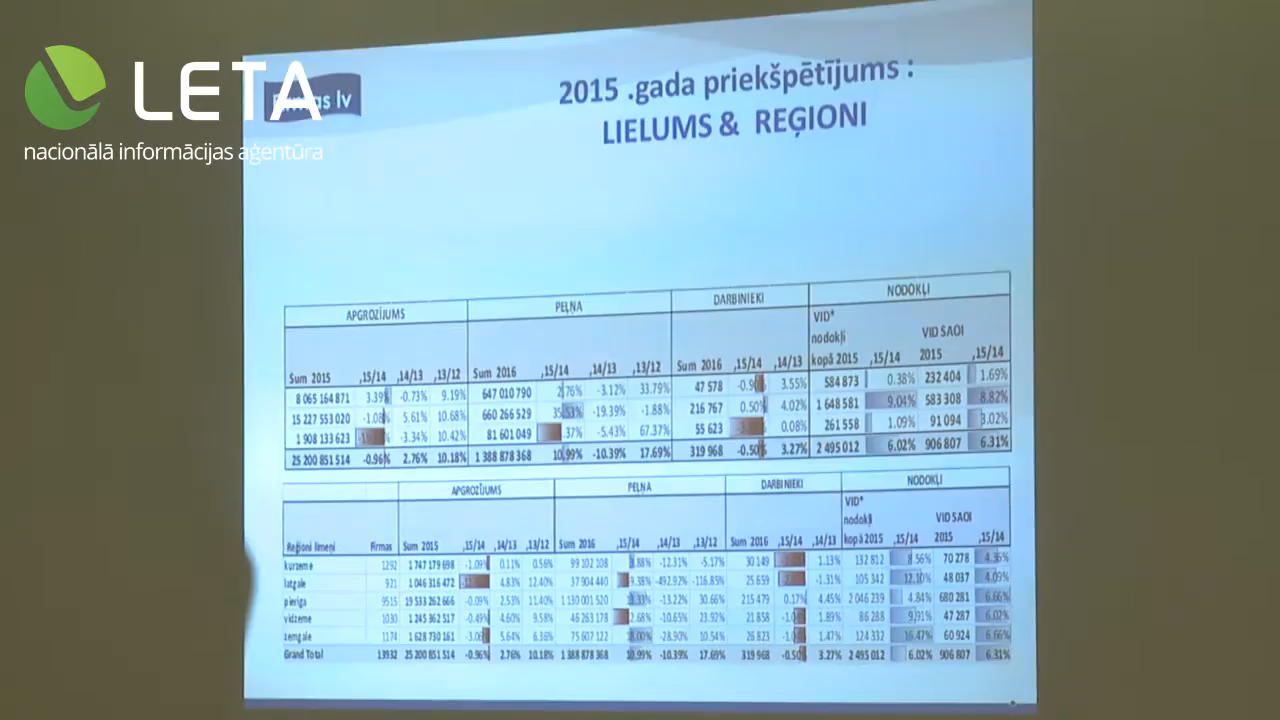 LETA
nacionālā informācijas aģentūra
lv
2015 .gada priekšpētījums :
LIELUMS & REĢIONI
APGROZĪJUMS PEĻŅA DARBINIEKI NODOKĻI
VID*
nodokļi VID SAOI
Sum 2015 ,15/14 ,14/13 ,13/12 Sum 2016 ,15/14 ,14/13 ,13/12 Sum 2016 ,15/14 ,14/13 kopā 2015 ,15/14 2015 ,15/14
8 065 164 871 3.39% -0.73% 9.19% 647 010 790 2.76% -3.12% 33.79% 47 578 3.55% 584 873 0.38% 232 404 1.69%
15 227 553 020 -1.08% 5.61% 10.68% 660 266 529 -19.39% -1.88% 216 767 0.50% 4.02% 1 648 581 9.04% 583 308 8.82%
1 908 133 623 -3.34% 10.42% 81 601 049 -5.43% 67.37% 55 623 0.08% 261 558 1.09% 91 094 3.02%
25 200 851 514 -0.96% 2.76% 10.18% 1 388 878 368 10.99% -10.39% 17.69% 319 968 -0.50% 3.27% 2 495 012 6.02% 906 807 6.31%
APGROZĪJUMS PEĻŅA DARBINIEKI NODOKĻI
VID*
nodokļi VID SAOI
Reģioni līmeņi Firmas Sum 2015 ,15/14 ,14/13 ,13/12 Sum 2016 ,15/14 ,14/13 ,13/12 Sum 2016 ,15/14 ,14/13 kopā 2015 ,15/14 2015 ,15/14
kurzeme 1292 1 747 179 698 -1.09% 0.11% 0.56% 99 102 108 -12.31% -5.17% 30 149 1.13% 132 812 8.56% 70 278 4.36%
latgale 921 1 046 316 472 4.83% 12.40% 37 904 440 -492.92% -116.85% 25 659 -1.31% 105 342 12.10% 48 037 4.09%
pieriga 9515 19 533 262 666 -0.09% 2.53% 11.40% 1 130 001 520 -13.22% 30.66% 215 479 0.17% 4.45% 2 046 239 4.84% 680 281 6.66%
vidzeme 1030 1 245 362 517 -0.49% 4.60% 9.58% 46 263 178 -10.65% 23.92% 21 858 1.89% 86 288 9.91% 47 287 6.02%
zemgale 1174 1 628 730 161 5.64% 6.36% 75 607 122 -28.90% 10.54% 26 823 1.47% 124 332 16.47% 60 924 6.66%
Grand Total 13932 25 200 851 514 -0.96% 2.76% 10.18% 1 388 878 368 10.99% -10.39% 17.69% 319 968 -0.50% 3.27% 2 495 012 6.02% 906 807 6.31%